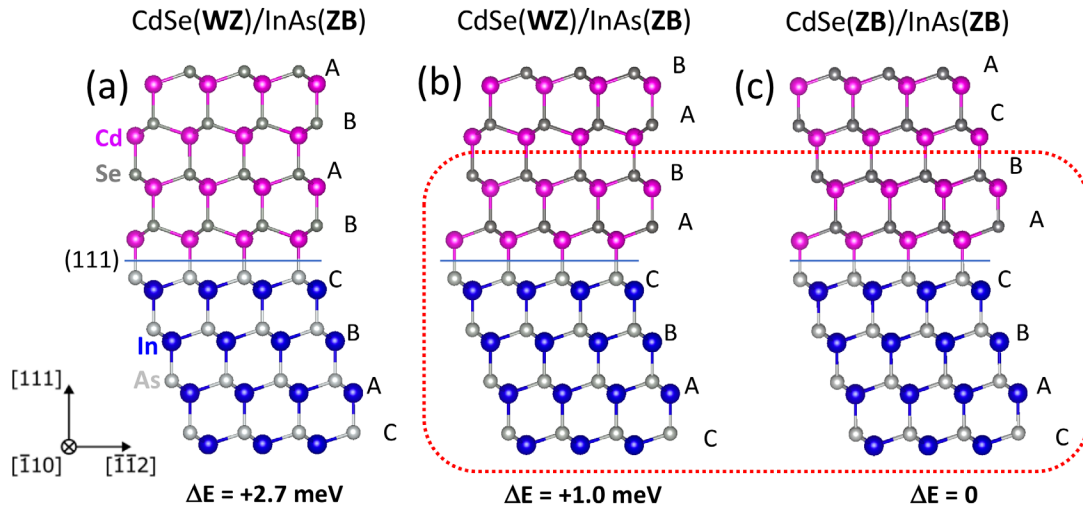 CdSe(WZ)/InAs(ZB)
CdSe(WZ)/InAs(ZB)
CdSe(ZB)/InAs(ZB)
(a)
A
B
A
B
C
B
A
C
Cd
Se
(111)
In
As
[111]
[1̅10]
[1̅1̅2]
ΔE = +2.7 meV
(b)
B
A
B
A
C
B
A
C
ΔE = +1.0 meV
(c)
A
C
B
A
C
B
A
C
ΔE = 0